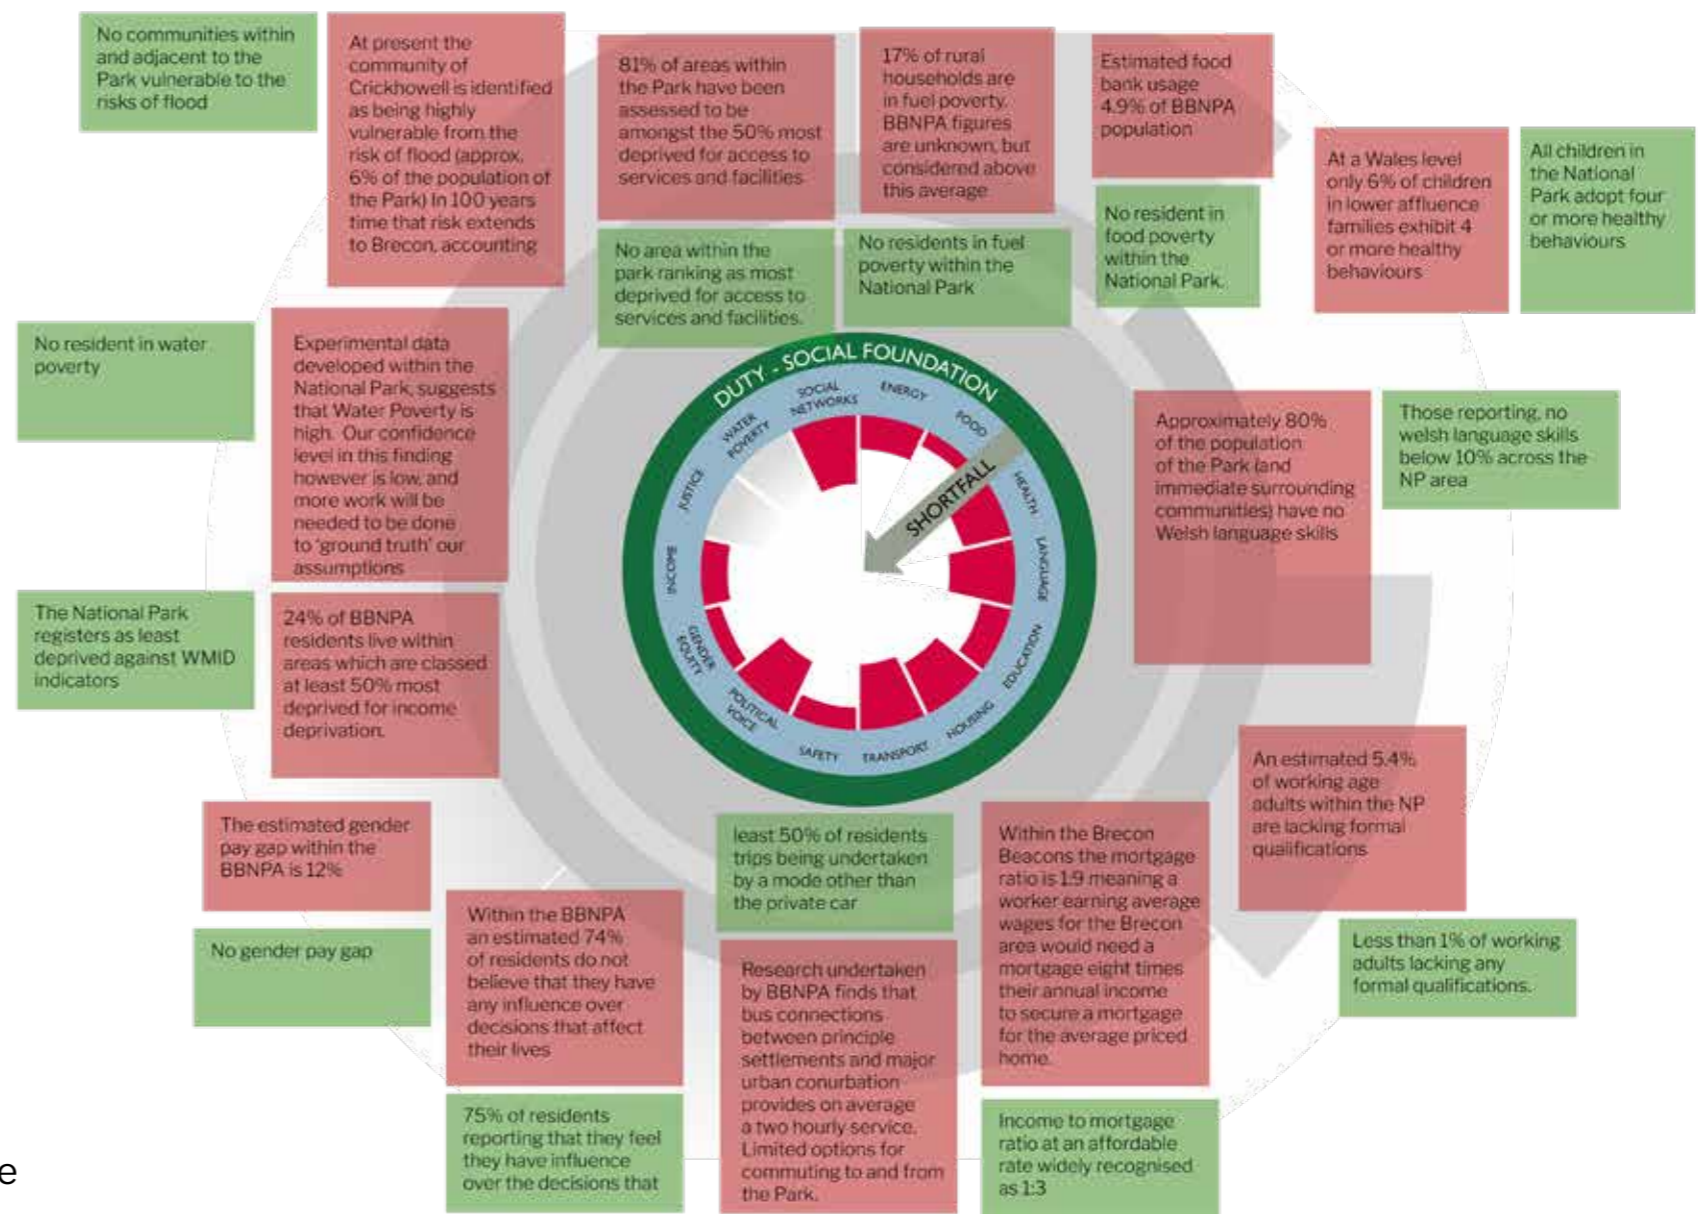 No communities within
and adjacent to the
Park vulnerable to the
risks of flood
At present the
community of
Crickhowell is identified
as being highly
vulnerable from the
risk of flood (approx.
6% of the population of
the Park) In 100 years
time that risk extends
to Brecon, accounting
81% of areas within
the Park have been
assessed to be
amongst the 50% most
deprived for access to
services and facilities
No area within the
park ranking as most
deprived for access to
services and facilities.
17% of rural
households are
in fuel poverty.
BBNPA figures
are unknown, but
considered above
this average
No residents in fuel
poverty within the
National Park
Estimated food
bank usage
4.9% of BBNPA
population
No resident in
food poverty
within the
National Park.
At a Wales level
only 6% of children
in lower affluence
families exhibit 4
or more healthy
behaviours
All children in
the National
Park adopt four
or more healthy
behaviours
No resident in water
poverty
Experimental data
developed within the
National Park, suggests
that Water Poverty is
high. Our confidence
level in this finding
however is low, and
more work will be
needed to be done
to 'ground truth' our
assumptions
DUTY - SOCIAL FOUNDATION
SOCIAL
NETWORKS
ENERGY
FOOD
HEALTH
LANGUAGE
EDUCATION
HOUSING
TRANSPORT
SAFETY
POLITICAL
VOICE
GENDER
EQUITY
INCOME
JUSTICE
WATER
POVERTY
SHORTFALL
Approximately 80%
of the population
of the Park (and
immediate surrounding
communities) have no
Welsh language skills
Those reporting, no
welsh language skills
below 10% across the
NP area
The National Park
registers as least
deprived against WMID
indicators
24% of BBNPA
residents live within
areas which are classed
at least 50% most
deprived for income
deprivation.
An estimated 5.4%
of working age
adults within the NP
are lacking formal
qualifications
Less than 1% of working
adults lacking any
formal qualifications.
The estimated gender
pay gap within the
BBNPA is 12%
No gender pay gap
Within the BBNPA
an estimated 74%
of residents do not
believe that they have
any influence over
decisions that affect
their lives
75% of residents
reporting that they feel
they have influence
over the decisions that
least 50% of residents
trips being undertaken
by a mode other than
the private car
Research undertaken
by BBNPA finds that
bus connections
between principle
settlements and major
urban conurbation
provides on average
a two hourly service.
Limited options for
commuting to and from
the Park.
Within the Brecon
Beacons the mortgage
ratio is 1:9 meaning a
worker earning average
wages for the Brecon
area would need a
mortgage eight times
their annual income
to secure a mortgage
for the average priced
home.
Income to mortgage
ratio at an affordable
rate widely recognised
as 1:3
e